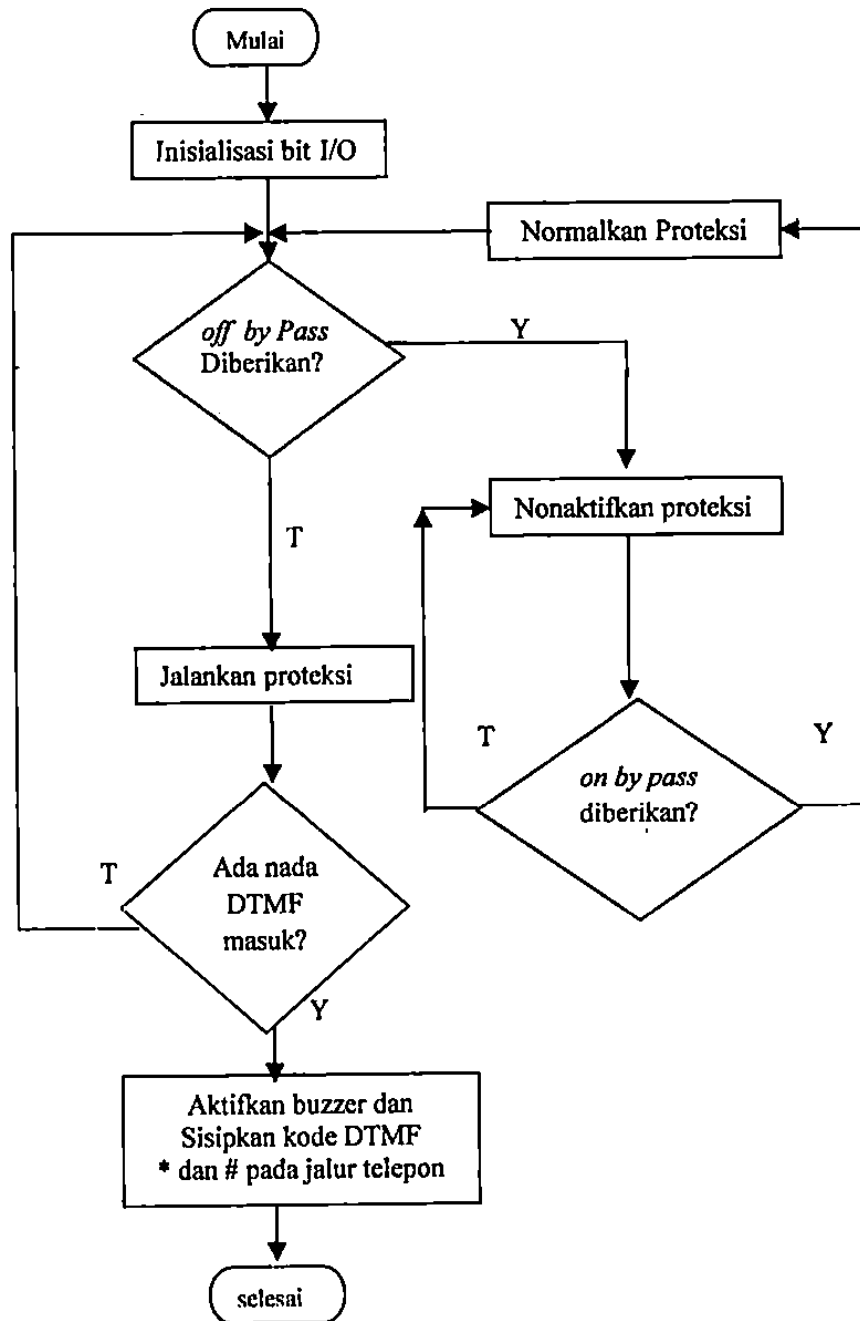 Mulai
Inisialisasi bit I/O
Normalkan Proteksi
off by Pass
Diberikan?
Y
Nonaktifkan proteksi
T
Jalankan proteksi
T
Y
on by pass
diberikan?
T
Ada nada
DTMF
masuk?
Y
Aktifkan buzzer dan
Sisipkan kode DTMF
* dan # pada jalur telepon
selesai